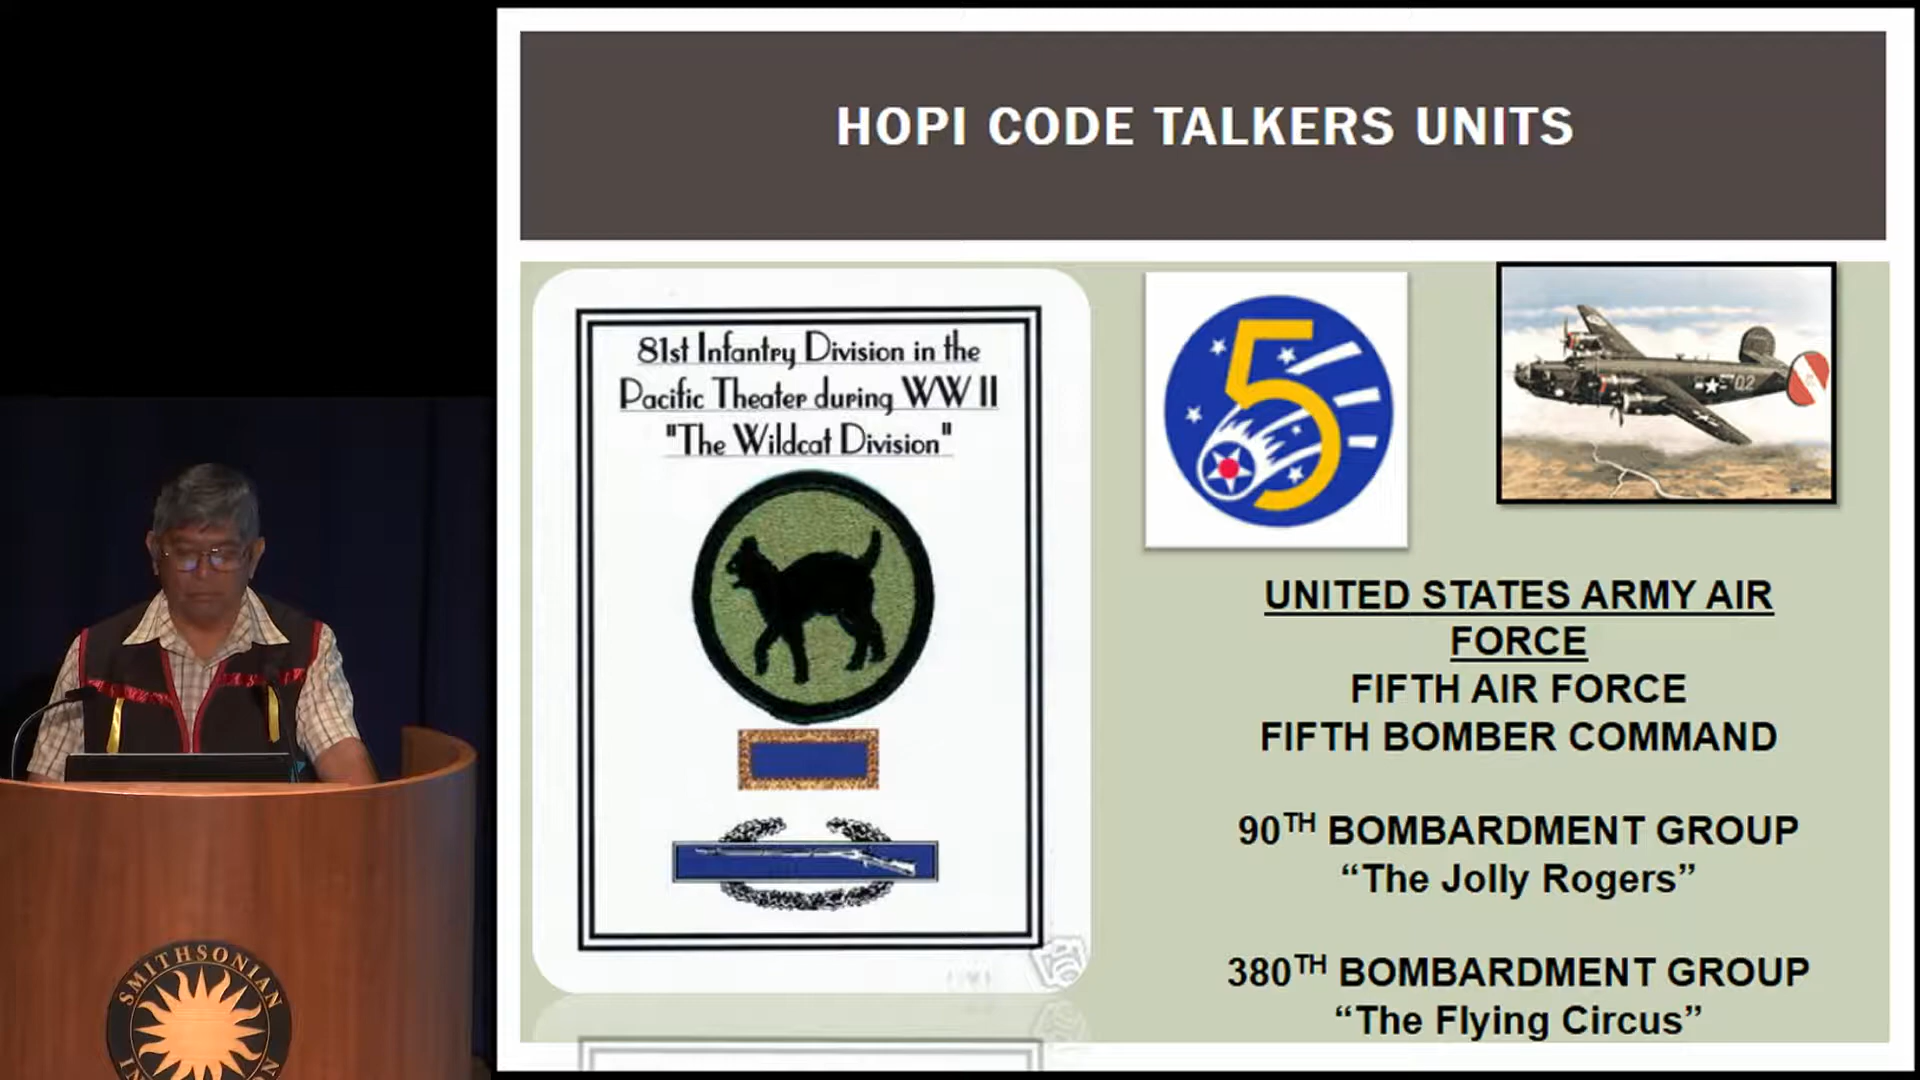 HOPI CODE TALKERS UNITS
81st Infantry Division in the
Pacific Theater during WW II
"The Wildcat Division"
5
02
UNITED STATES ARMY AIR
FORCE
FIFTH AIR FORCE
FIFTH BOMBER COMMAND
90TH BOMBARDMENT GROUP
“The Jolly Rogers”
380TH BOMBARDMENT GROUP
“The Flying Circus”
SMITHSONIAN